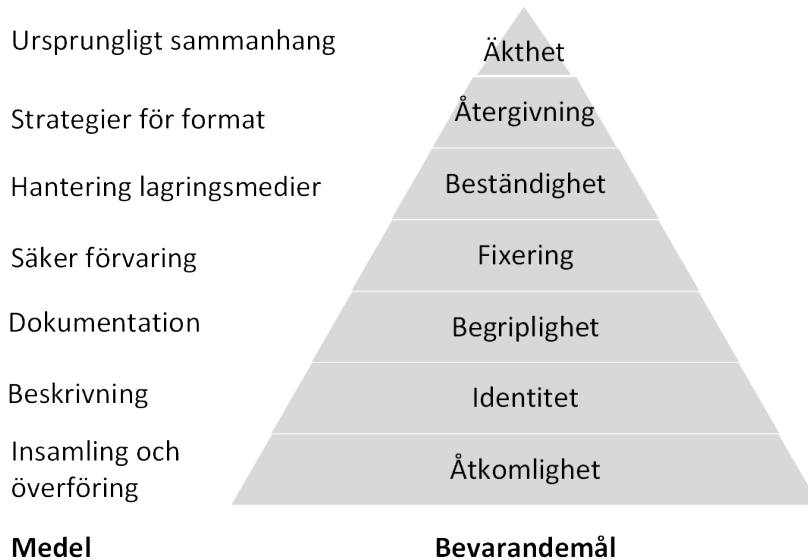 Ursprungligt sammanhang
Äkthet
Strategier för format
Återgivning
Hantering lagringsmedier
Beständighet
Säker förvaring
Fixering
Dokumentation
Begriplighet
Beskrivning
Identitet
Insamling och
överföring
Åtkomlighet
Medel
Bevarandemål